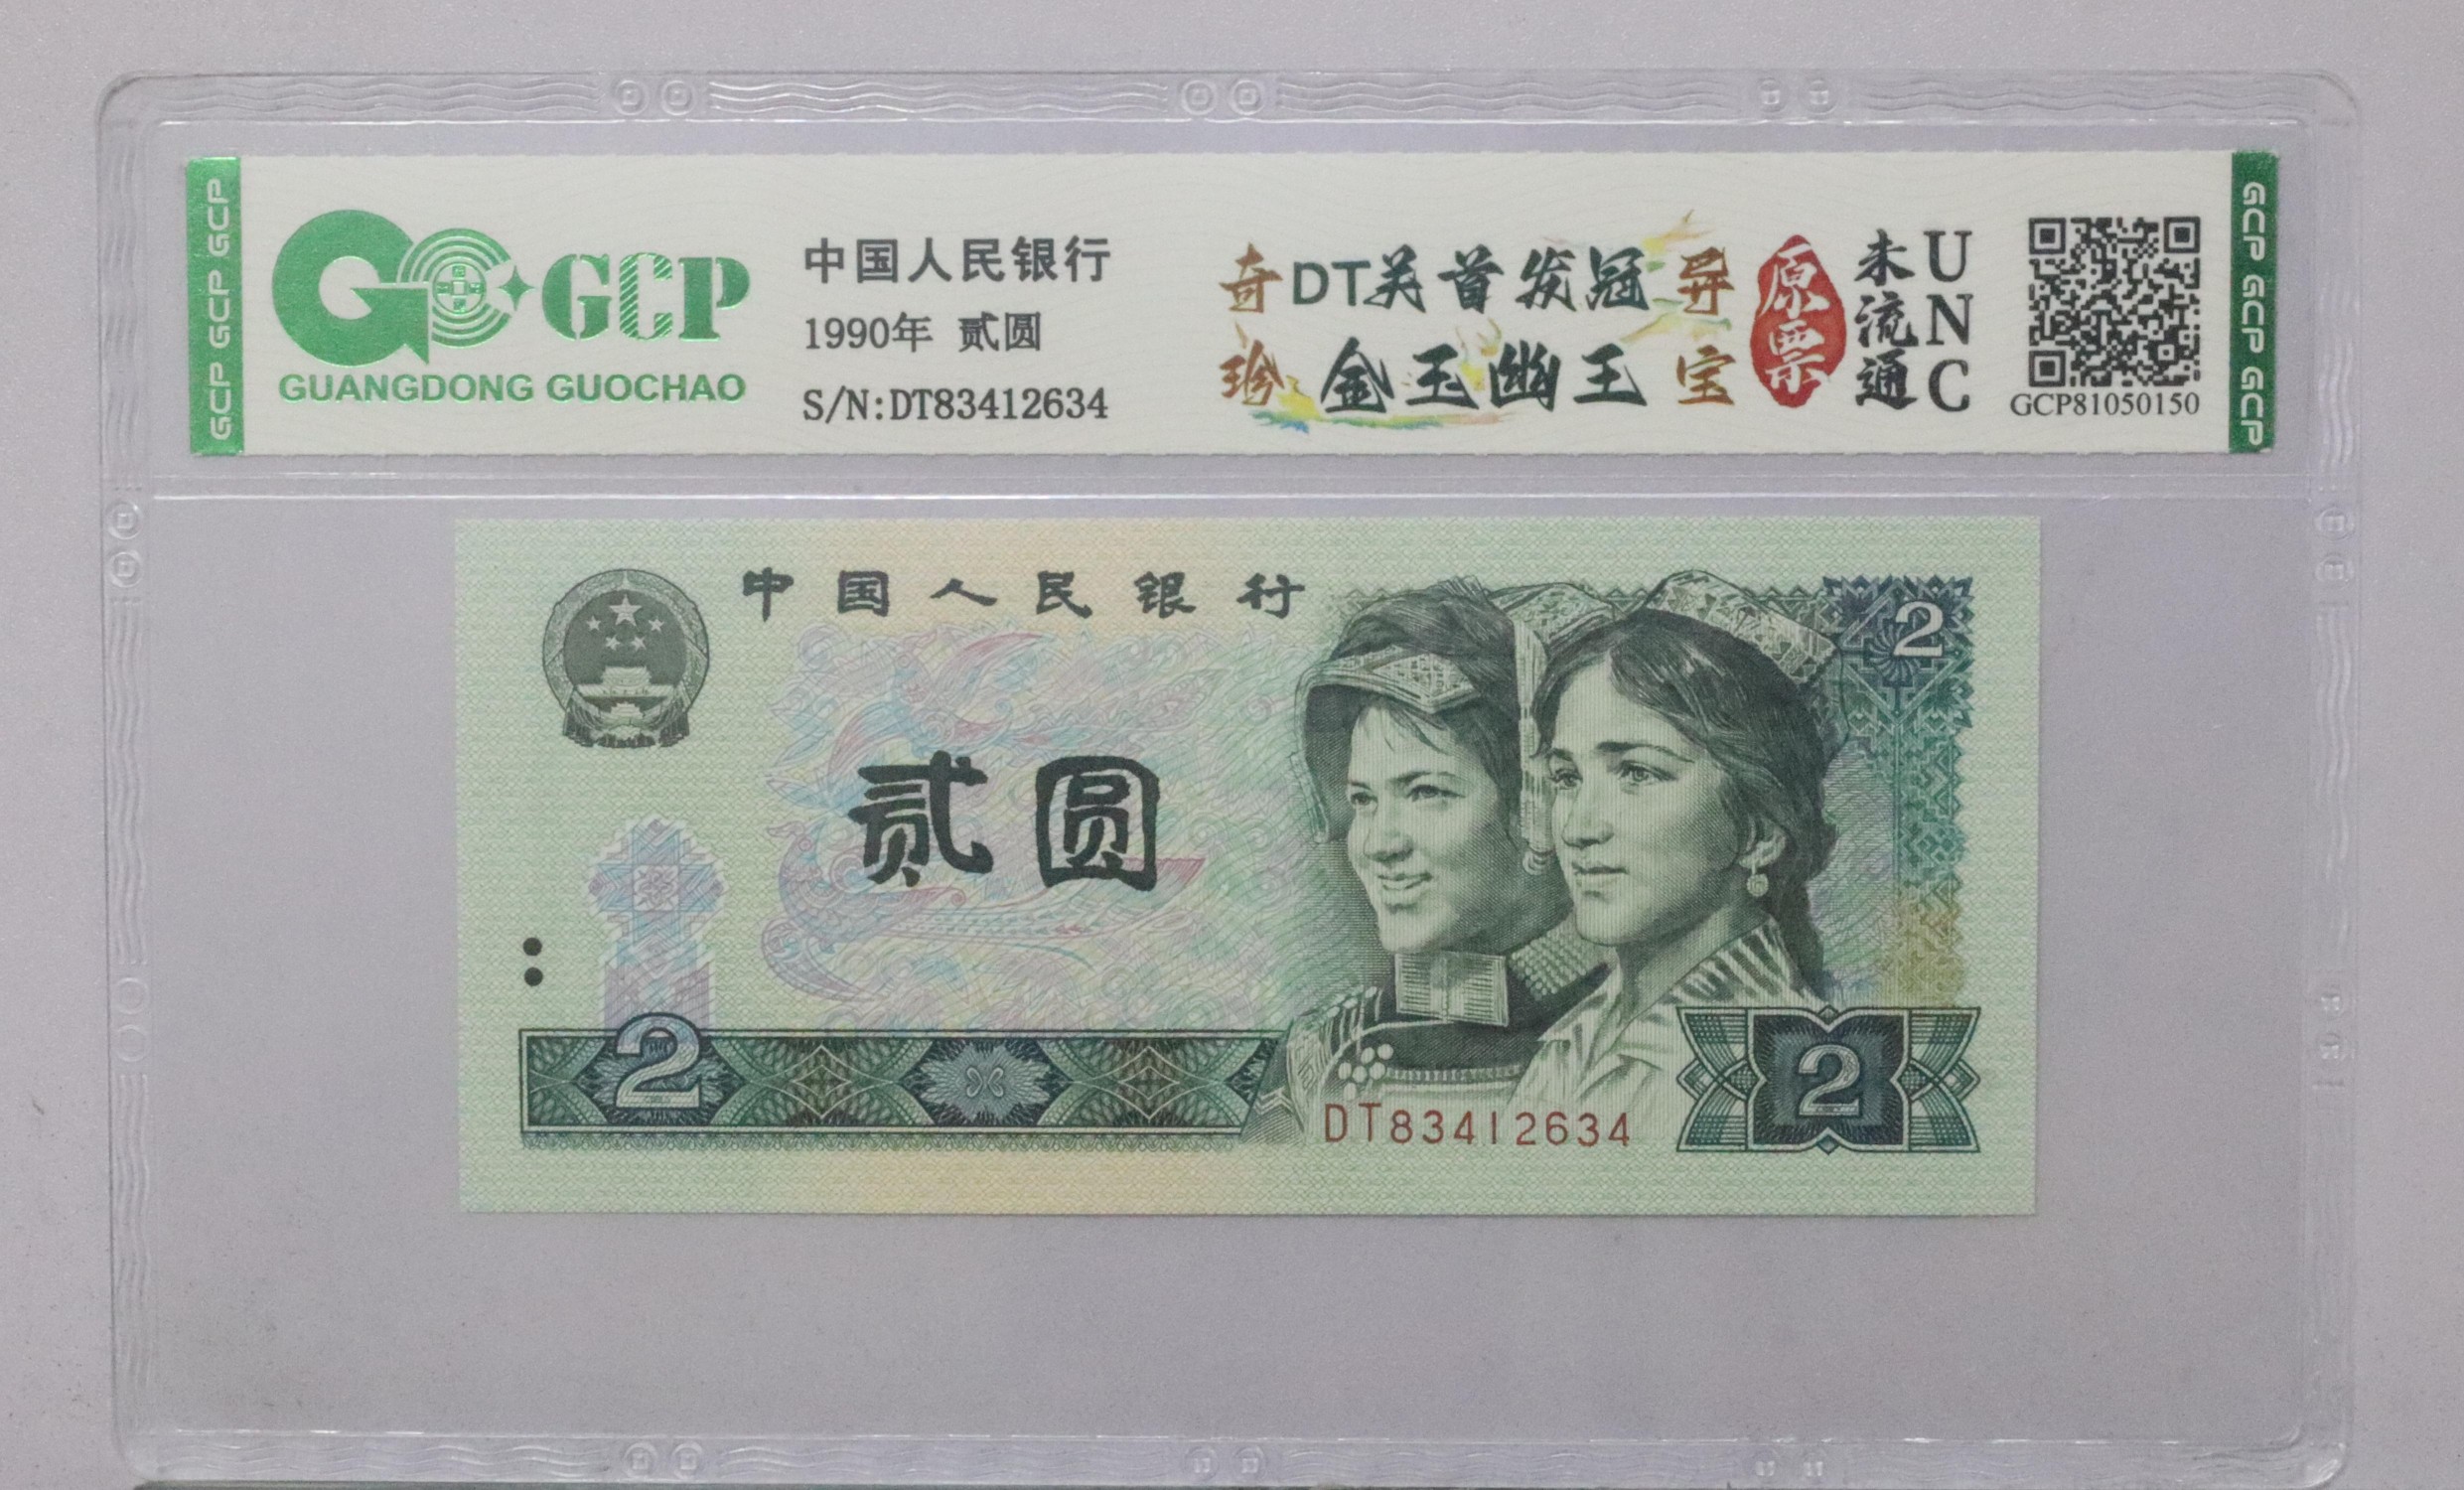 GCP GCP GCP
GCP
GUANGDONG GUOCHAO
中国人民银行
1990年 贰圆
S/N:DT83412634
奇 DT关首发冠 异
珍 金玉幽王 宝
原票
未流通
UNC
GCP81050150
GCP GCP GCP
中国人民银行
2
贰圆
2
2
DT83412634